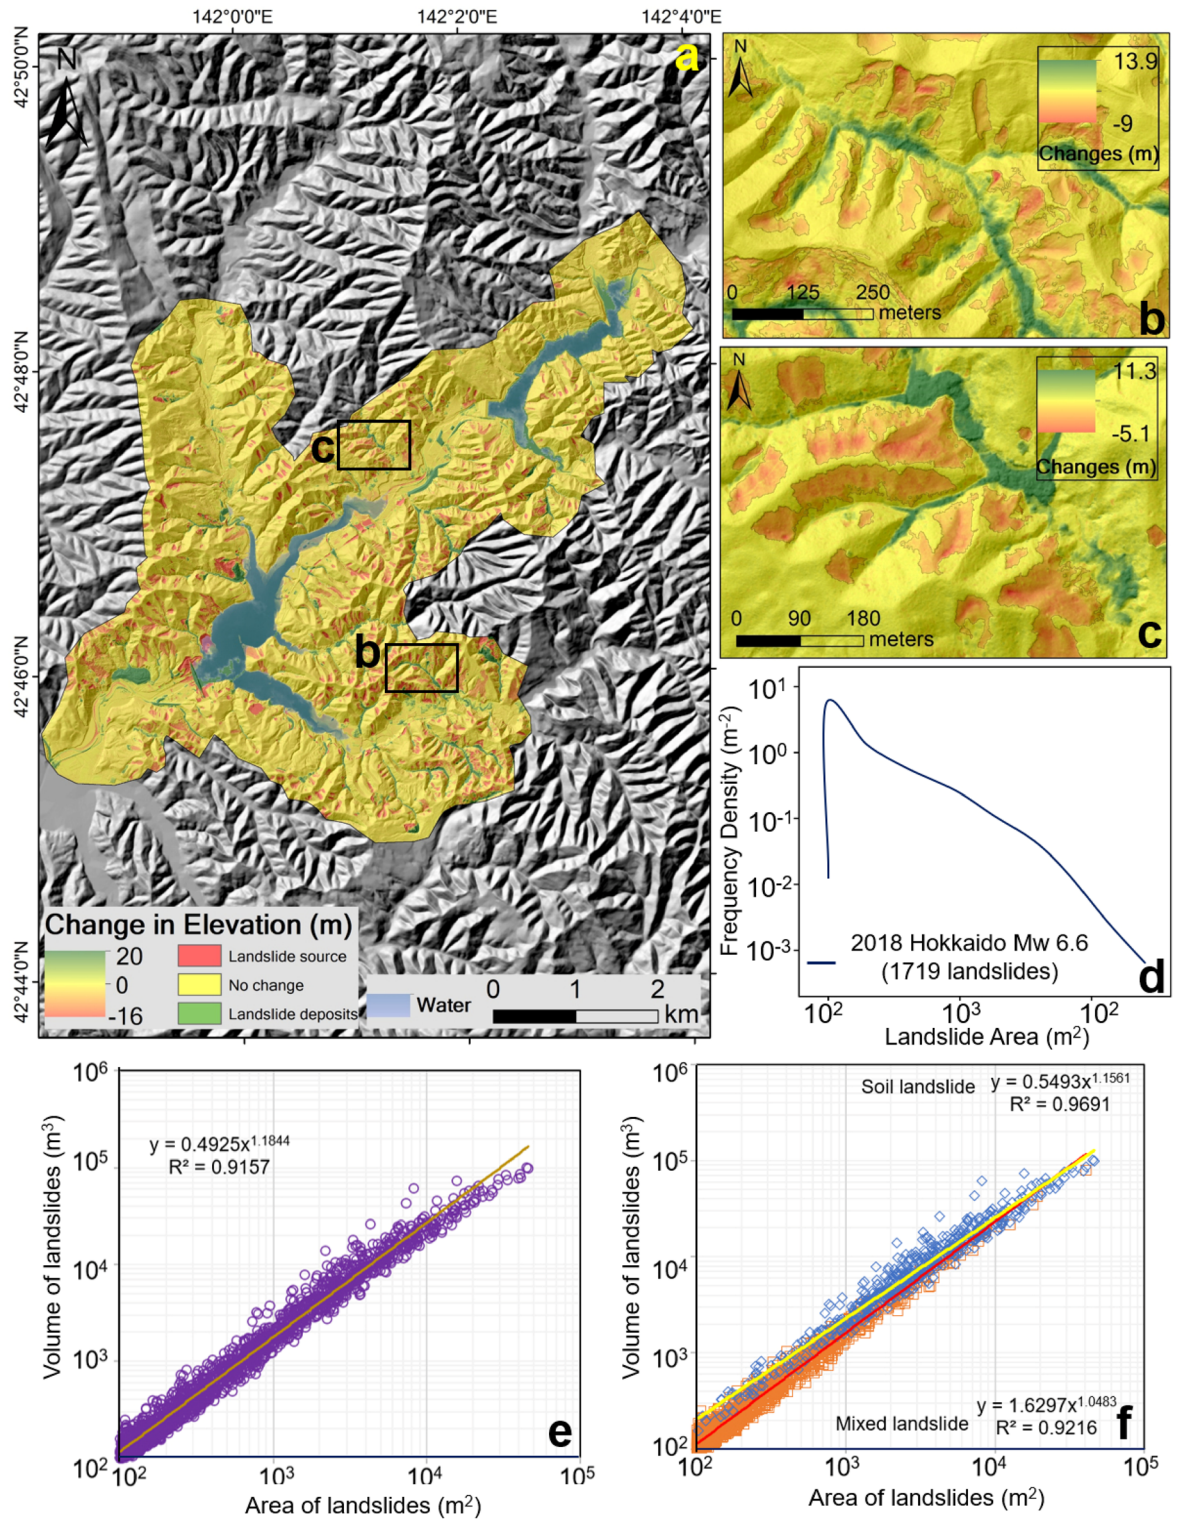 142°0'0"E 142°2'0"E 142°4'0"E
42°50'0"N
42°48'0"N
42°46'0"N
42°44'0"N
N
a
c
b
Change in Elevation (m)
20
0
-16
Landslide source
No change
Landslide deposits
Water
0 1 2
km
N
13.9
-9
Changes (m)
0 125 250
meters
b
N
11.3
-5.1
Changes (m)
0 90 180
meters
c
Frequency Density (m-2)
10¹
10⁰
10-1
10-2
10-3
2018 Hokkaido Mw 6.6
(1719 landslides)
d
10² 10³ 10²
Landslide Area (m²)
Volume of landslides (m³)
10⁶
10⁵
10⁴
10³
10²
y = 0.4925x1.1844
R² = 0.9157
e
10² 10³ 10⁴ 10⁵
Area of landslides (m²)
Volume of landslides (m³)
10⁶
10⁵
10⁴
10³
10²
Soil landslide y = 0.5493x1.1561
R² = 0.9691
y = 1.6297x1.0483
Mixed landslide R² = 0.9216
f
10² 10³ 10⁴ 10⁵
Area of landslides (m²)